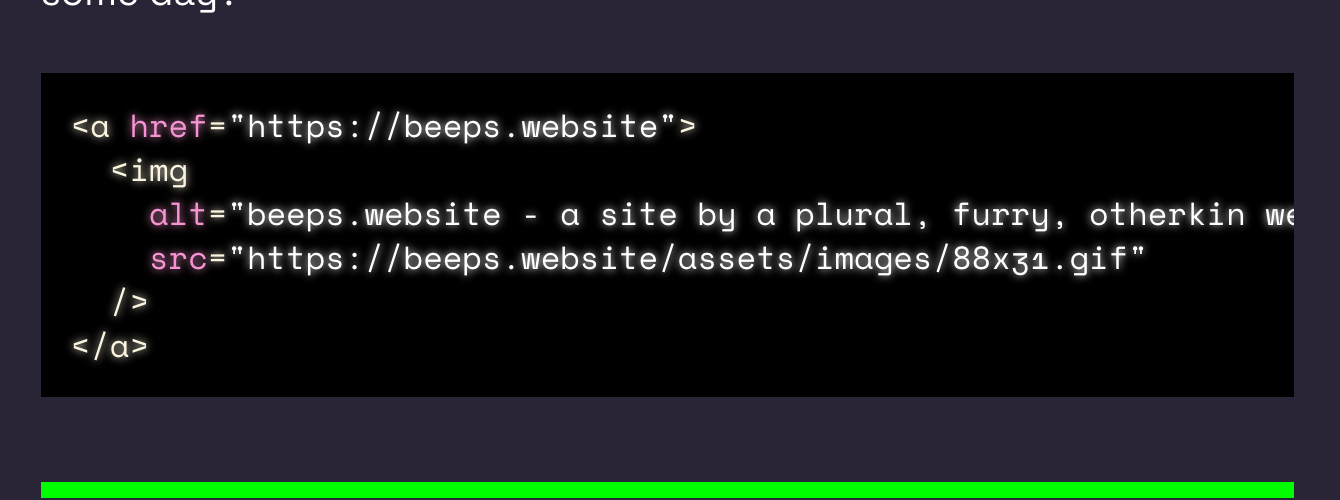 some day?
<a href="https://beeps.website">
<img
alt="beeps.website - a site by a plural, furry, otherkin we
src="https://beeps.website/assets/images/88x31.gif"
/>
</a>